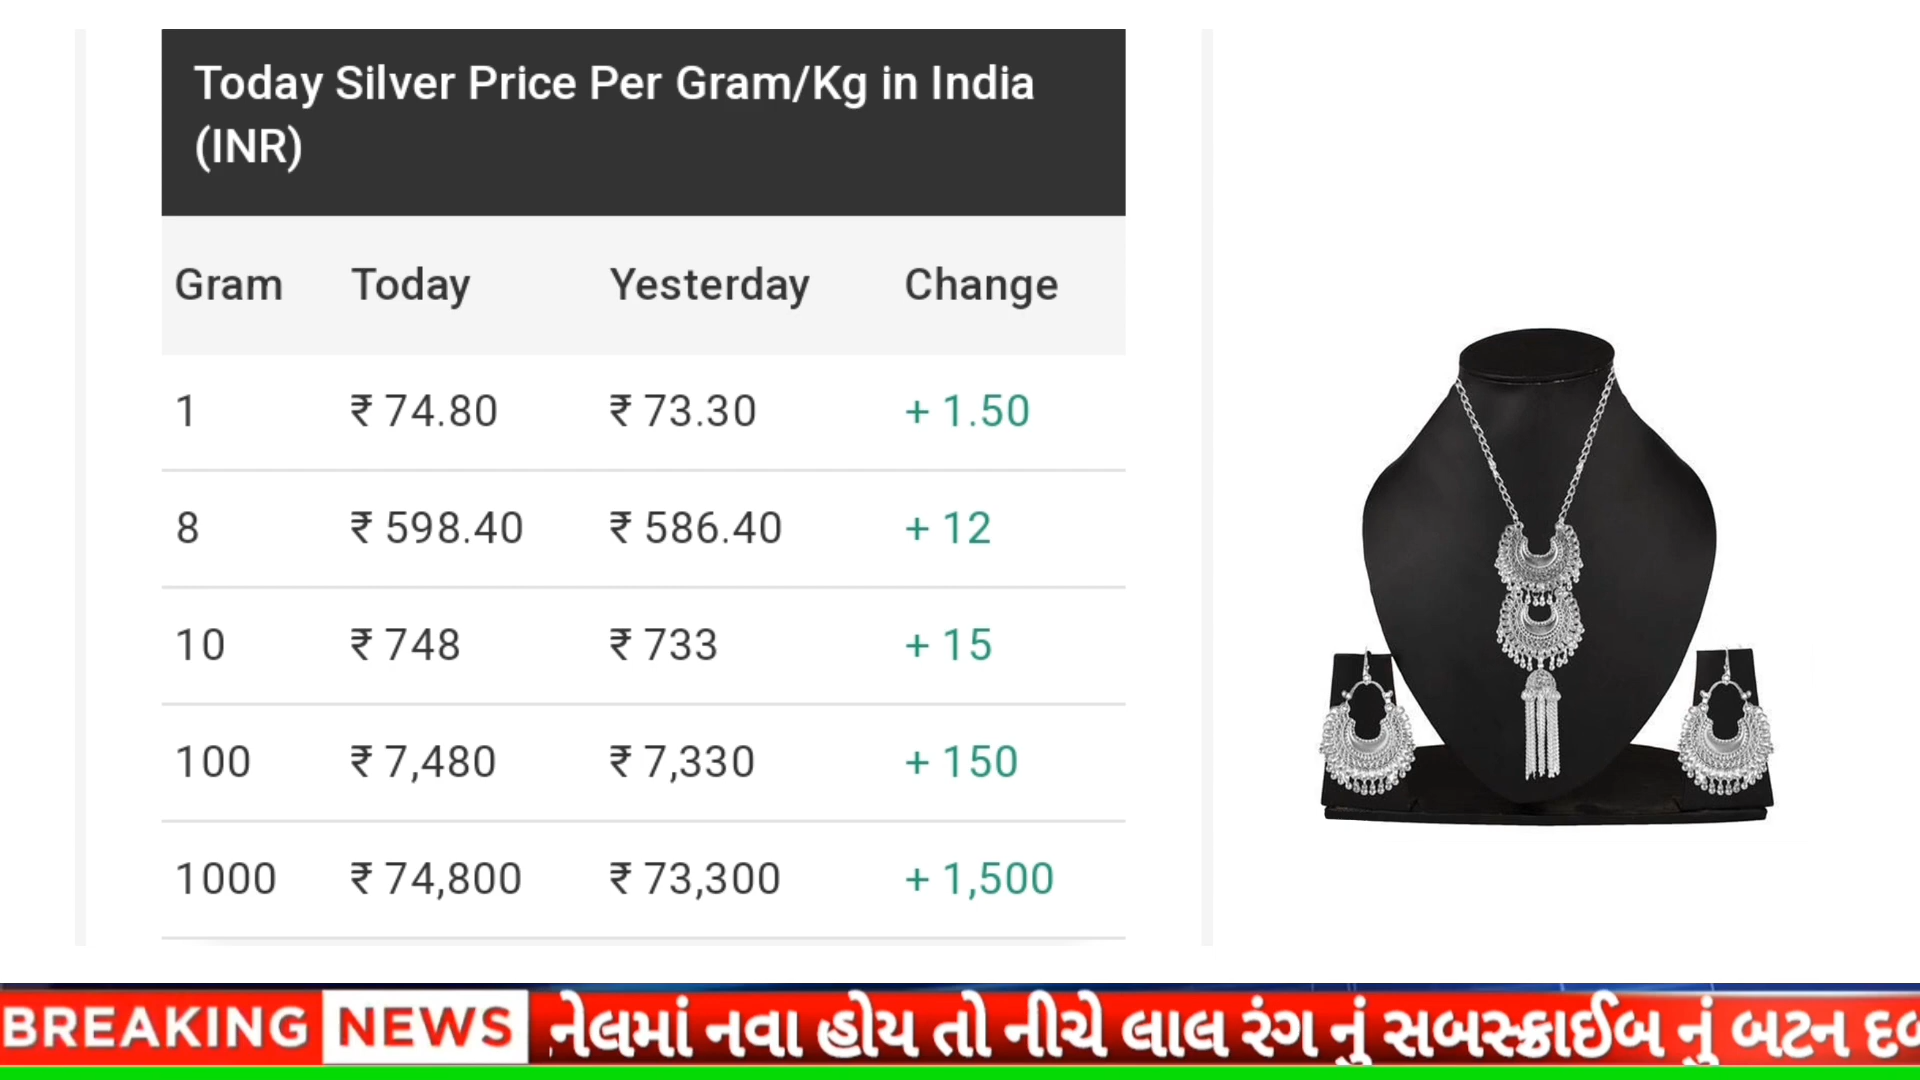 Today Silver Price Per Gram/Kg in India
(INR)
Gram Today Yesterday Change
1 ₹ 74.80 ₹ 73.30 + 1.50
8 ₹ 598.40 ₹ 586.40 + 12
10 ₹ 748 ₹ 733 + 15
100 ₹ 7,480 ₹ 7,330 + 150
1000 ₹ 74,800 ₹ 73,300 + 1,500
BREAKING NEWS નવા હોય તો નીચે લાલ રંગ નું સબસ્ક્રાઈબ નું બટન